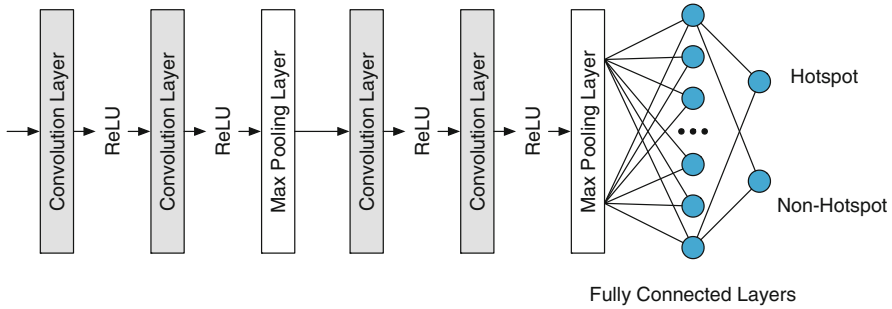 Convolution Layer
ReLU
Convolution Layer
ReLU
Max Pooling Layer
Convolution Layer
ReLU
Convolution Layer
ReLU
Max Pooling Layer
Hotspot
Non-Hotspot
Fully Connected Layers